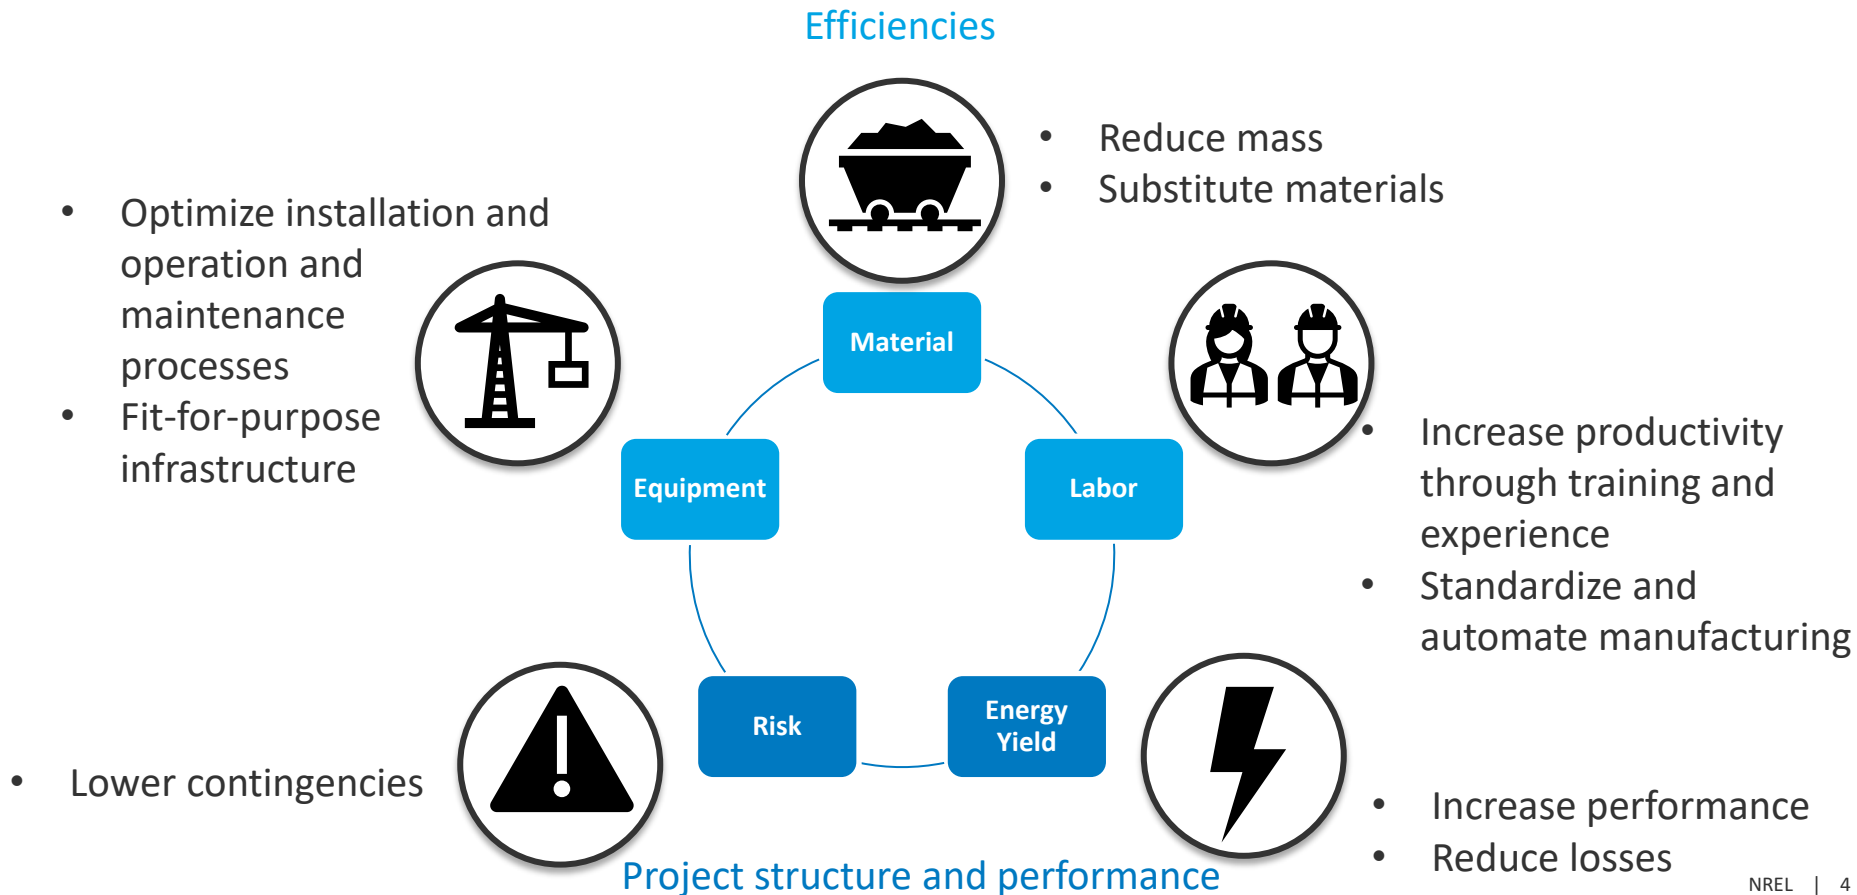 Efficiencies
• Reduce mass
• Substitute materials
• Optimize installation and
operation and
maintenance
processes
• Fit-for-purpose
infrastructure
Material
Equipment
Labor
• Increase productivity
through training and
experience
• Standardize and
automate manufacturing
Risk
Energy
Yield
• Lower contingencies
• Increase performance
• Reduce losses
Project structure and performance
NREL | 4